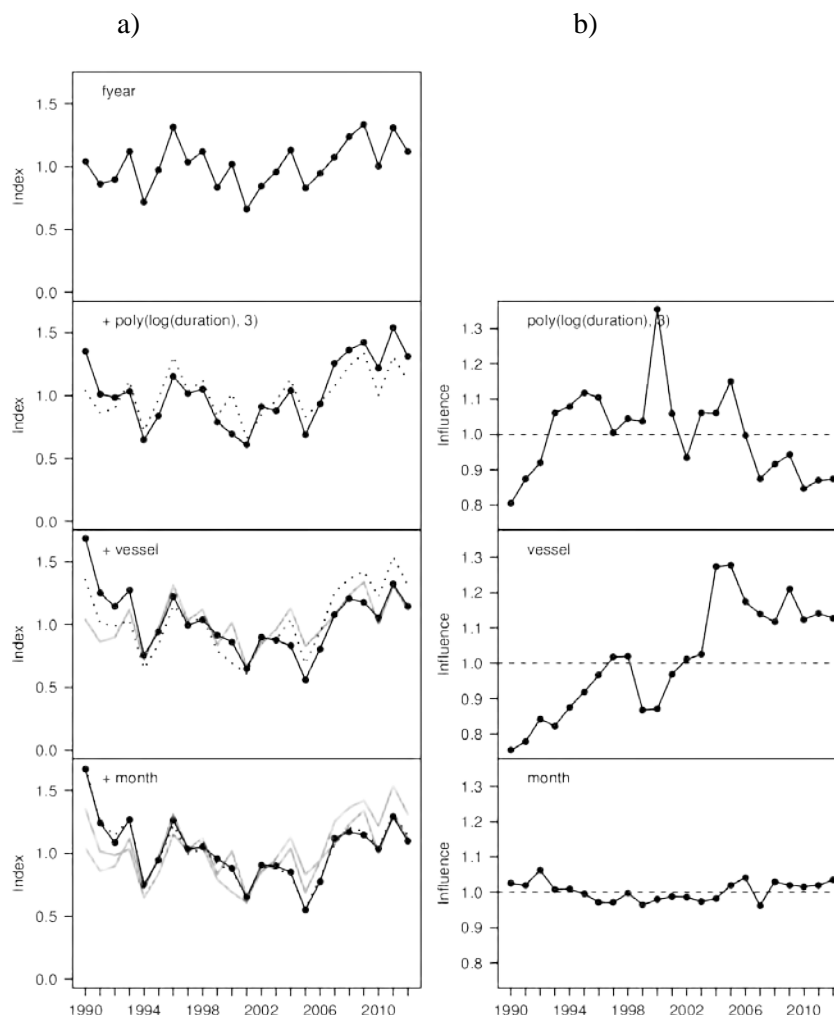 a)
b)
fyear
1.5
1.0
0.5
0.0
Index
+ poly(log(duration), 3)
1.5
1.0
0.5
0.0
Index
+ vessel
1.5
1.0
0.5
0.0
Index
+ month
1.5
1.0
0.5
0.0
Index
1990 1994 1998 2002 2006 2010
poly(log(duration), 3)
1.3
1.2
1.1
1.0
0.9
0.8
Influence
vessel
1.3
1.2
1.1
1.0
0.9
0.8
Influence
month
1.3
1.2
1.1
1.0
0.9
0.8
Influence
1990 1994 1998 2002 2006 2010